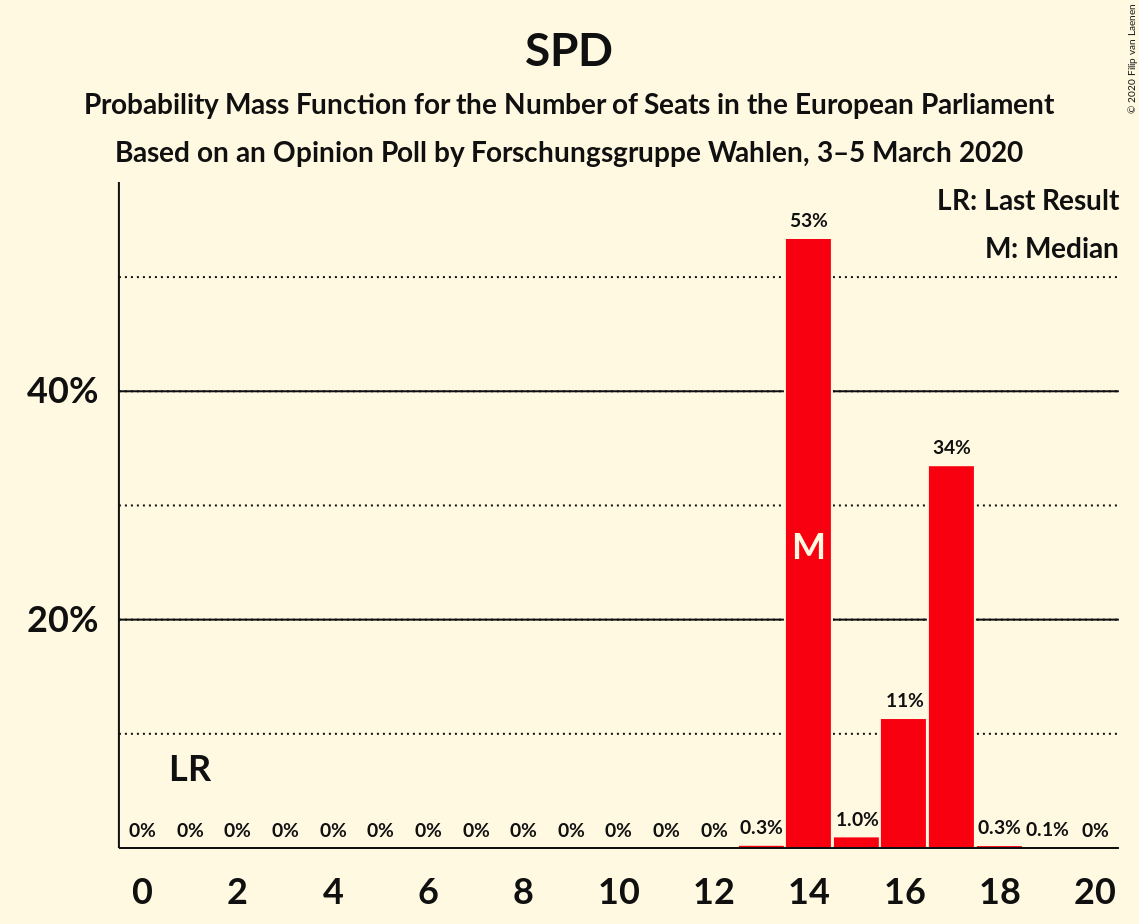 SPD
Probability Mass Function for the Number of Seats in the European Parliament
Based on an Opinion Poll by Forschungsgruppe Wahlen, 3–5 March 2020
© 2020 Filip van Laenen
LR: Last Result
M: Median
53%
40%
34%
M
20%
11%
LR
0% 0% 0% 0% 0% 0% 0% 0% 0% 0% 0% 0% 0% 0.3% 1.0% 0.3% 0.1% 0%
0 2 4 6 8 10 12 14 16 18 20